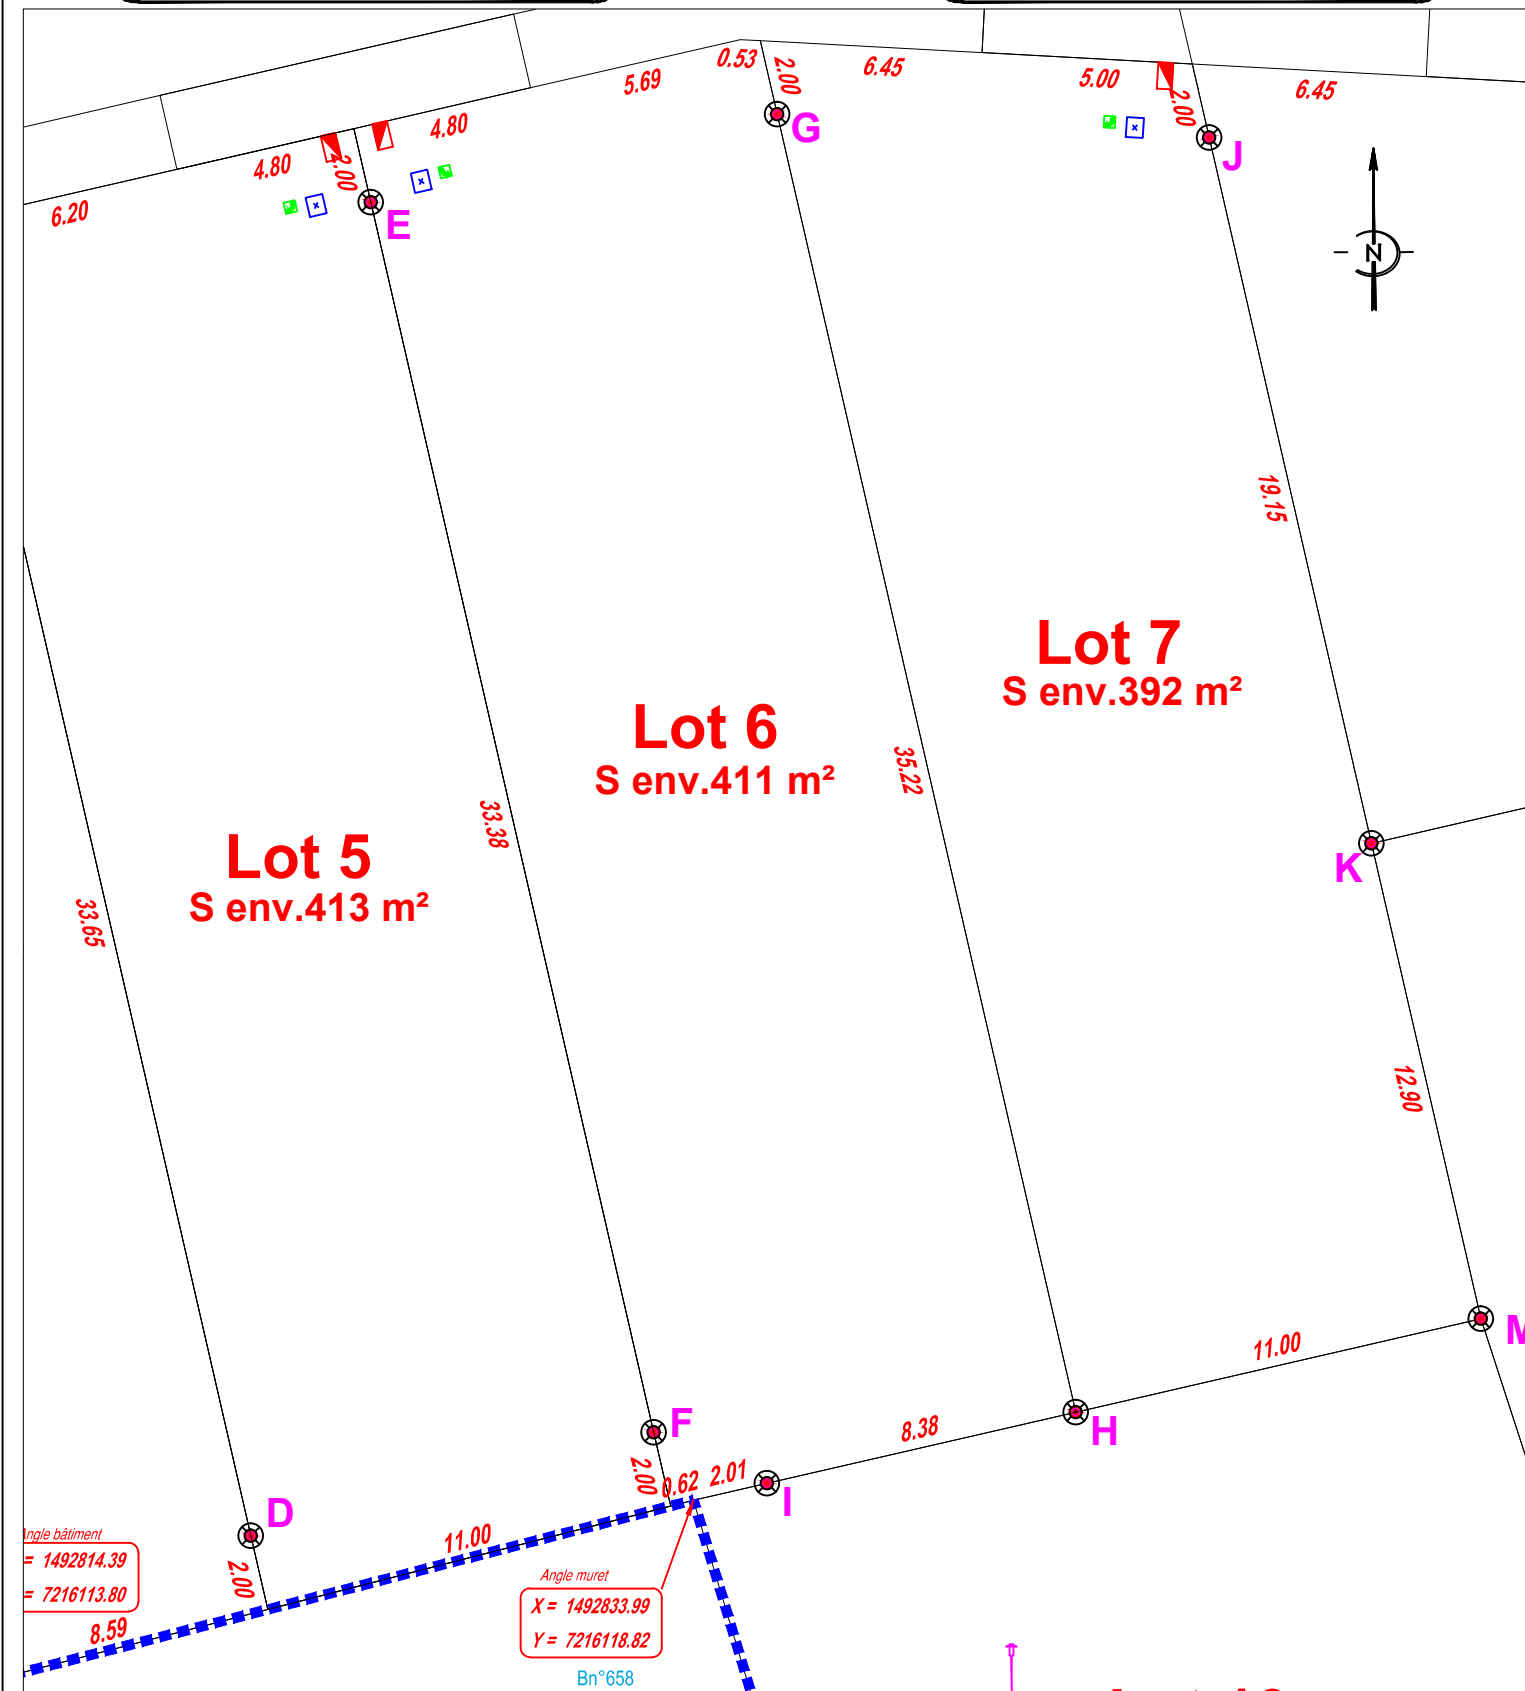 0.53
2.00
6.45
5.00
2.00
6.45
5.69
4.80
4.80
2.00
6.20
G
J
E
N
19.15
Lot 7
S env.392 m²
Lot 6
S env.411 m²
35.22
33.38
Lot 5
S env.413 m²
K
33.65
12.90
M
11.00
H
8.38
F
2.00
0.62
2.01
I
D
11.00
2.00
Angle bâtiment
= 1492814.39
= 7216113.80
8.59
Angle muret
X = 1492833.99
Y = 7216118.82
Bn°658